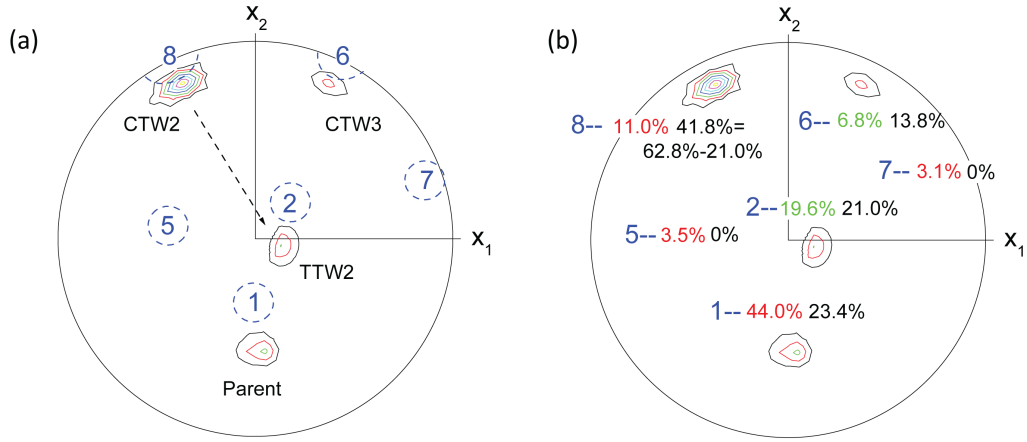 (a)
x2
8
6
CTW2
CTW3
7
5
2
x1
TTW2
1
Parent
(b)
x2
8-- 11.0% 41.8%=
62.8%-21.0%
6-- 6.8% 13.8%
7-- 3.1% 0%
2-- 19.6% 21.0%
5-- 3.5% 0%
x1
1-- 44.0% 23.4%